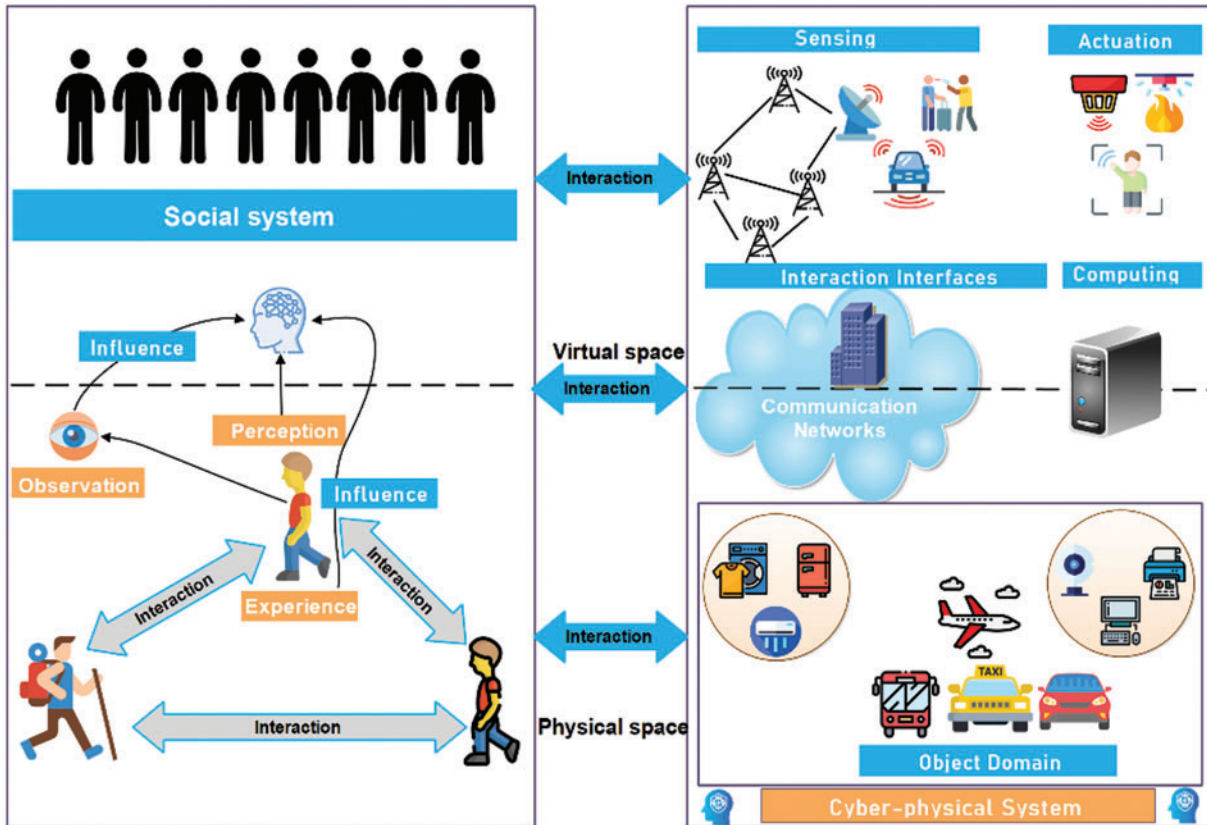 Social system
Influence
Perception
Observation
Influence
Interaction
Interaction
Experience
Interaction
Interaction
Virtual space
Interaction
Interaction
Physical space
Sensing
Actuation
Interaction Interfaces
Computing
Communication
Networks
TAXI
Object Domain
Cyber-physical System